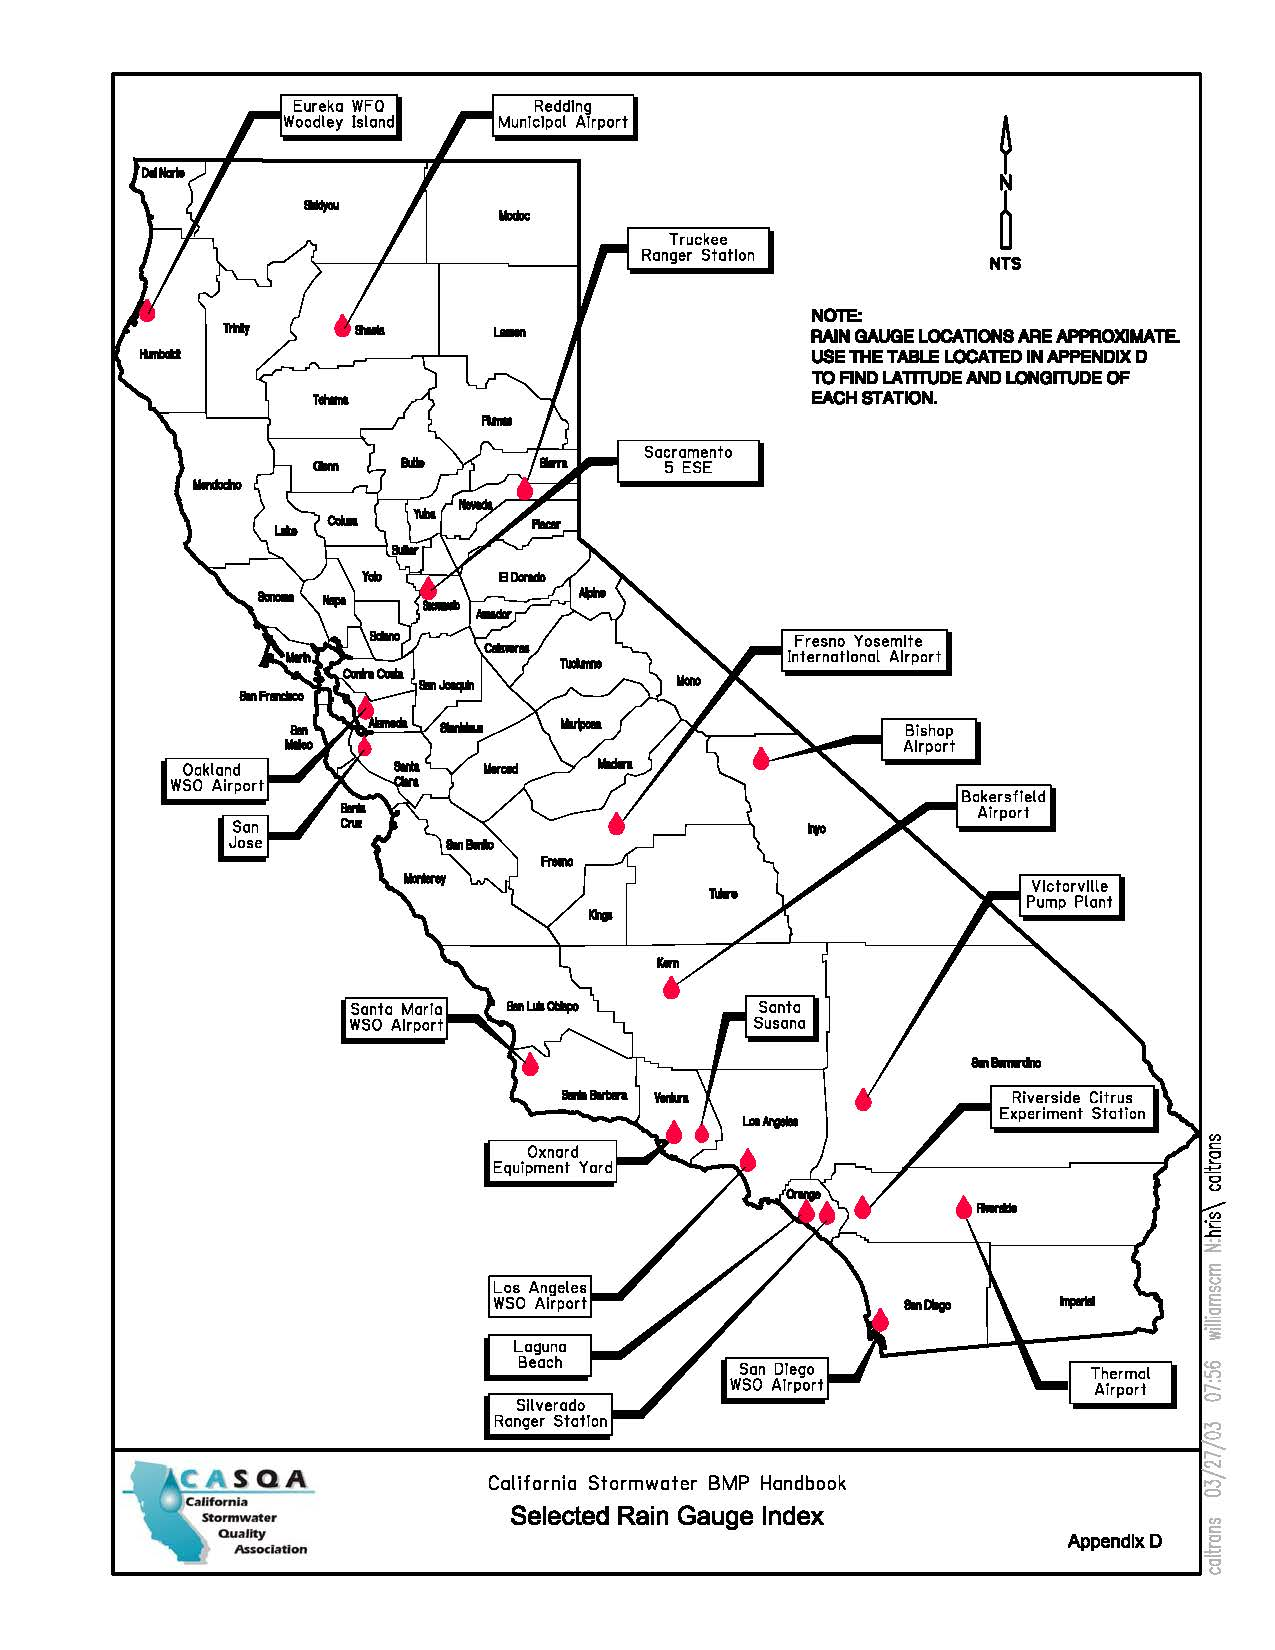 Eureka WFO
Woodley Island
Redding
Municipal Airport
Del Norte
Siskiyou
Modoc
N
NTS
Truckee
Ranger Station
NOTE:
RAIN GAUGE LOCATIONS ARE APPROXIMATE.
USE THE TABLE LOCATED IN APPENDIX D
TO FIND LATITUDE AND LONGITUDE OF
EACH STATION.
Trinity
Shasta
Lassen
Humboldt
Tehama
Plumas
Sacramento
5 ESE
Glenn
Butte
Sierra
Mendocino
Nevada
Yuba
Colusa
Placer
Lake
Sutter
Yolo
El Dorado
Alpine
Sonoma
Napa
Sacramento
Amador
Solano
Calaveras
Fresno Yosemite
International Airport
Marin
Tuolumne
Contra Costa
San Joaquin
Mono
San Francisco
Alameda
Stanislaus
Mariposa
San
Mateo
Bishop
Airport
Oakland
WSO Airport
Santa
Clara
Merced
Madera
Bakersfield
Airport
Santa
Cruz
San
Jose
Inyo
San Benito
Fresno
Monterey
Tulare
Victorville
Pump Plant
Kings
Kern
Santa Maria
WSO Airport
San Luis Obispo
Santa
Susana
San Bernardino
Santa Barbara
Ventura
Riverside Citrus
Experiment Station
Los Angeles
Oxnard
Equipment Yard
Orange
Riverside
Los Angeles
WSO Airport
San Diego
Imperial
Laguna
Beach
San Diego
WSO Airport
Thermal
Airport
Silverado
Ranger Station
CASQA
California
Stormwater
Quality
Association
California Stormwater BMP Handbook
Selected Rain Gauge Index
Appendix D
caltrans 03/27/03 07:56 williamscm N:hris\ caltrans